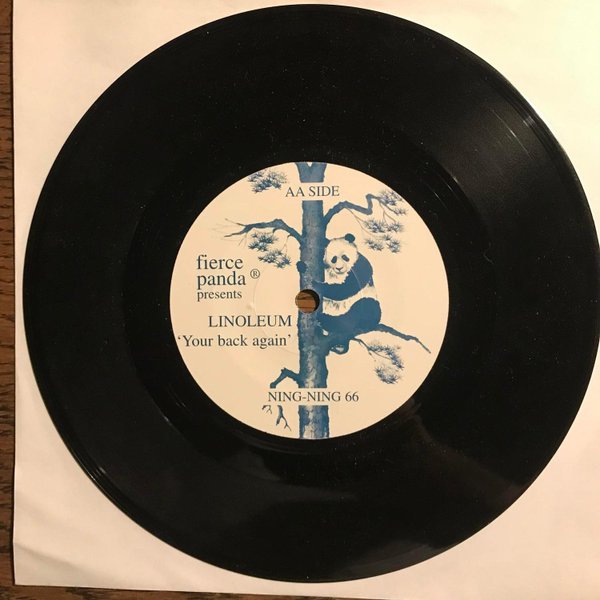 AA SIDE
fierce
panda ®
presents
LINOLEUM
‘Your back again’
NING-NING 66